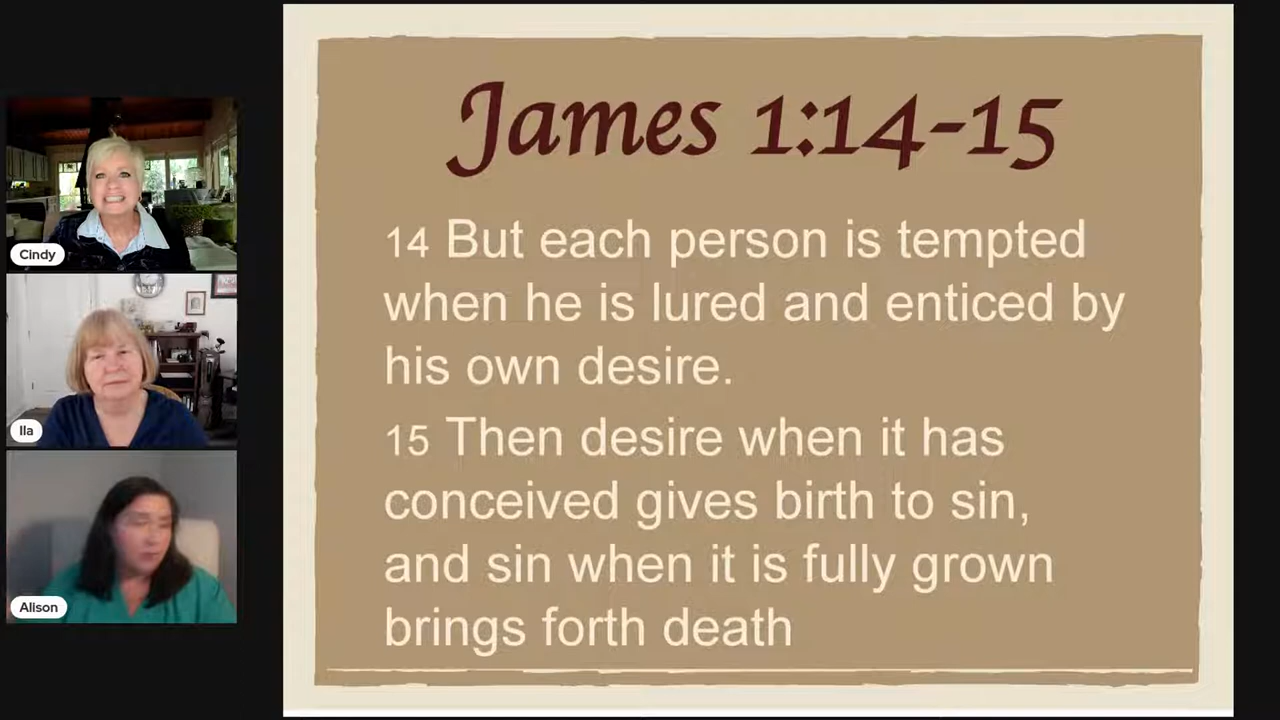 Cindy
Ila
Alison
James 1:14-15
14 But each person is tempted
when he is lured and enticed by
his own desire.
15 Then desire when it has
conceived gives birth to sin,
and sin when it is fully grown
brings forth death